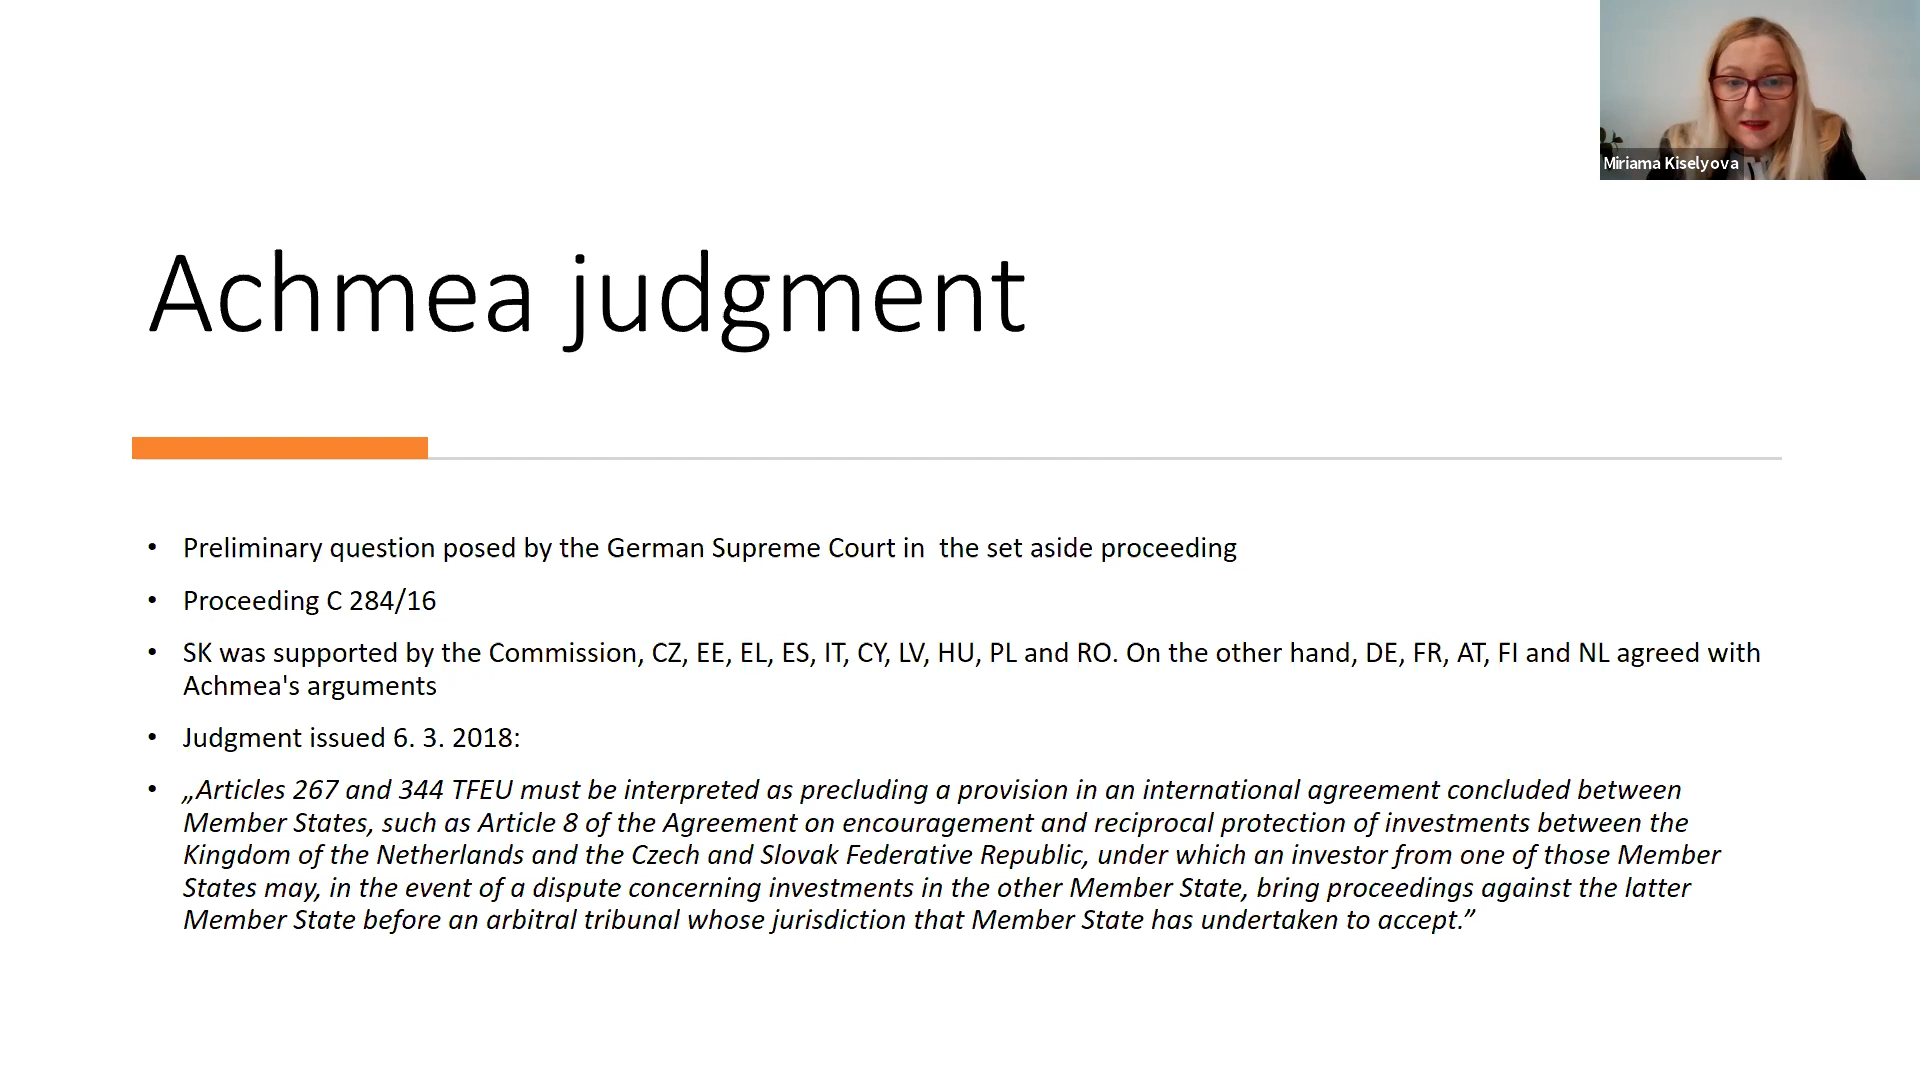 Miriama Kiselyova
Achmea judgment
• Preliminary question posed by the German Supreme Court in  the set aside proceeding
• Proceeding C 284/16
• SK was supported by the Commission, CZ, EE, EL, ES, IT, CY, LV, HU, PL and RO. On the other hand, DE, FR, AT, FI and NL agreed with
Achmea's arguments
• Judgment issued 6. 3. 2018:
• „Articles 267 and 344 TFEU must be interpreted as precluding a provision in an international agreement concluded between
Member States, such as Article 8 of the Agreement on encouragement and reciprocal protection of investments between the
Kingdom of the Netherlands and the Czech and Slovak Federative Republic, under which an investor from one of those Member
States may, in the event of a dispute concerning investments in the other Member State, bring proceedings against the latter
Member State before an arbitral tribunal whose jurisdiction that Member State has undertaken to accept.”